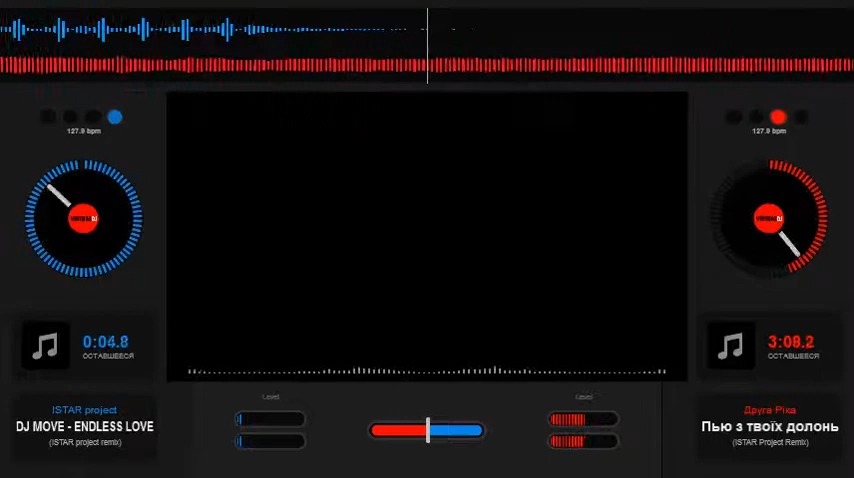 127.9 bpm
127.9 bpm
0:04.8
ОСТАВШЕЕСЯ
3:08.2
ОСТАВШЕЕСЯ
ISTAR project
DJ MOVE - ENDLESS LOVE
(ISTAR project remix)
Level
Level
Друга Ріка
Пью з твоїх долонь
(ISTAR Project Remix)